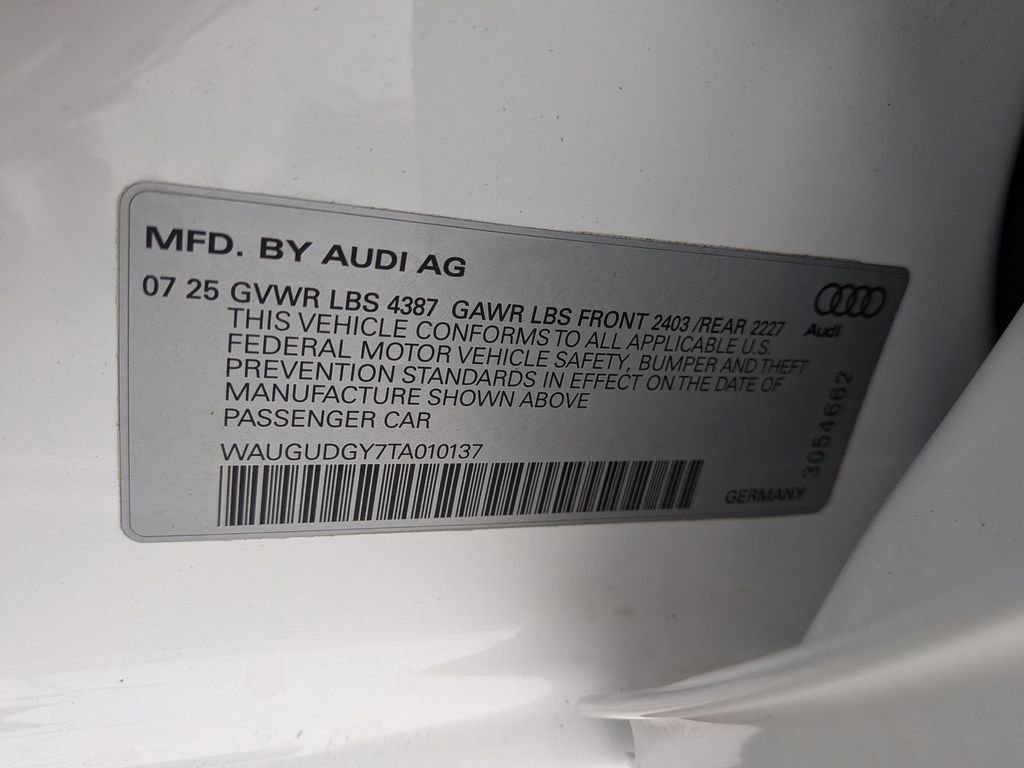 MFD. BY AUDI AG
07 25 GVWR LBS 4387 GAWR LBS FRONT 2403 /REAR 2227
THIS VEHICLE CONFORMS TO ALL APPLICABLE U.S.
FEDERAL MOTOR VEHICLE SAFETY, BUMPER AND THEFT
PREVENTION STANDARDS IN EFFECT ON THE DATE OF
MANUFACTURE SHOWN ABOVE
PASSENGER CAR
WAUGUDGY7TA010137
Audi
3054662
GERMANY